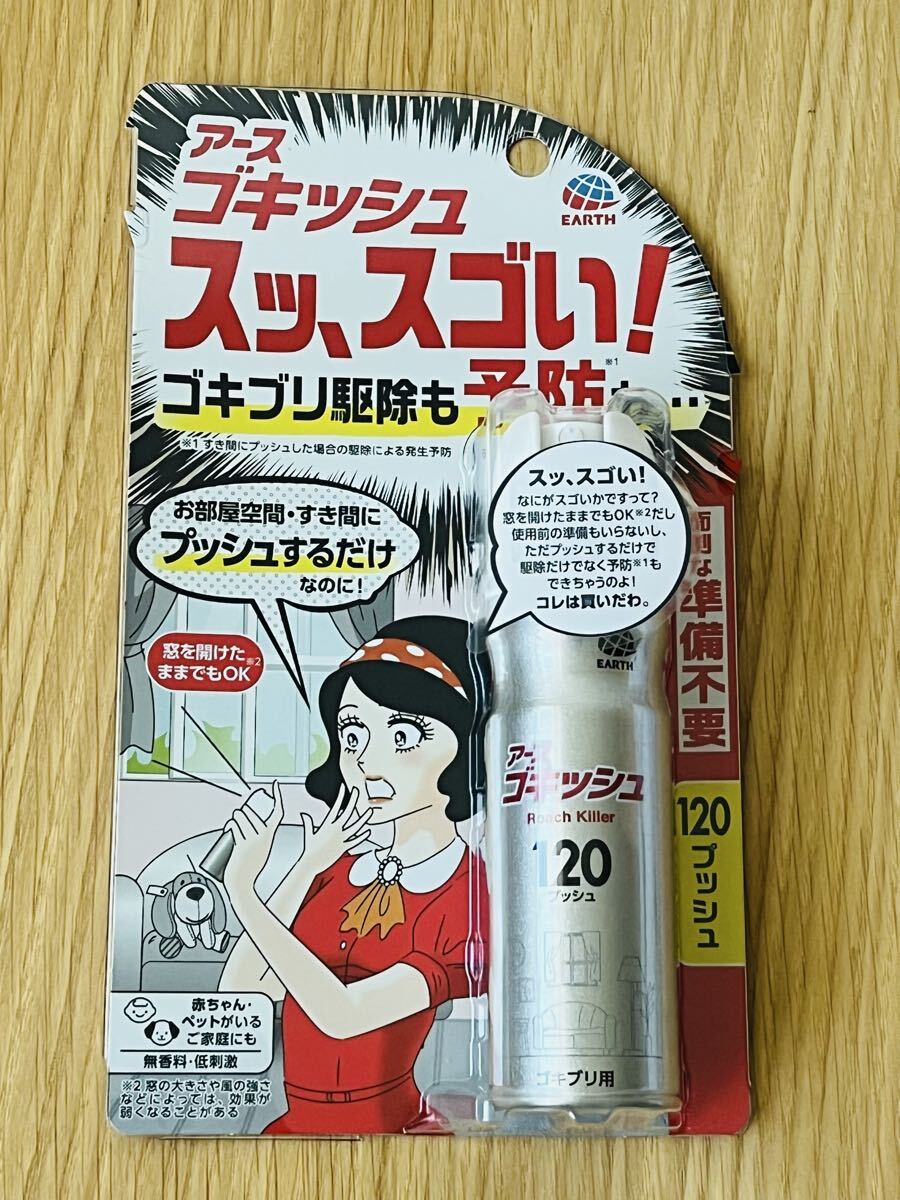 アース
ゴキッシュ
EARTH
スッ、スゴい!
ゴキブリ駆除も予防※1
※1 すき間にプッシュした場合の駆除による発生予防
お部屋空間・すき間に
プッシュするだけ
なのに!
窓を開けた
ままでもOK※2
スッ、スゴい!
なにがスゴいかですって?
窓を開けたままでもOK※2だし
使用前の準備もいらないし、
ただプッシュするだけで
駆除だけでなく予防※1も
できちゃうのよ!
コレは買いだわ。
EARTH
アース
ゴキッシュ
Roach Killer
120
プッシュ
ゴキブリ用
な準備不要
120プッシュ
赤ちゃん・
ペットがいる
ご家庭にも
無香料・低刺激
※2 窓の大きさや風の強さ
などによっては、効果が
弱くなることがある